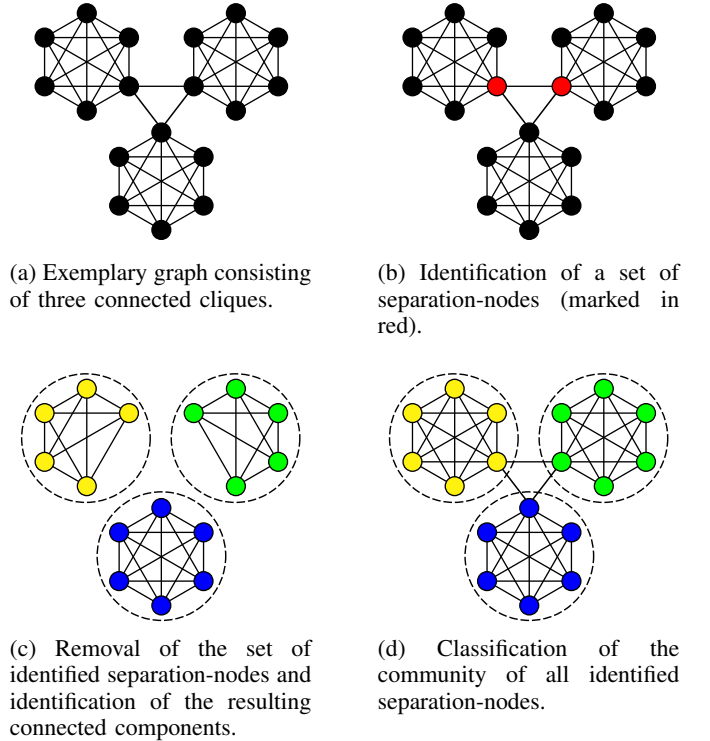 (a) Exemplary graph consisting
of three connected cliques.
(b) Identification of a set of
separation-nodes (marked in
red).
(c) Removal of the set of
identified separation-nodes and
identification of the resulting
connected components.
(d) Classification of the
community of all identified
separation-nodes.